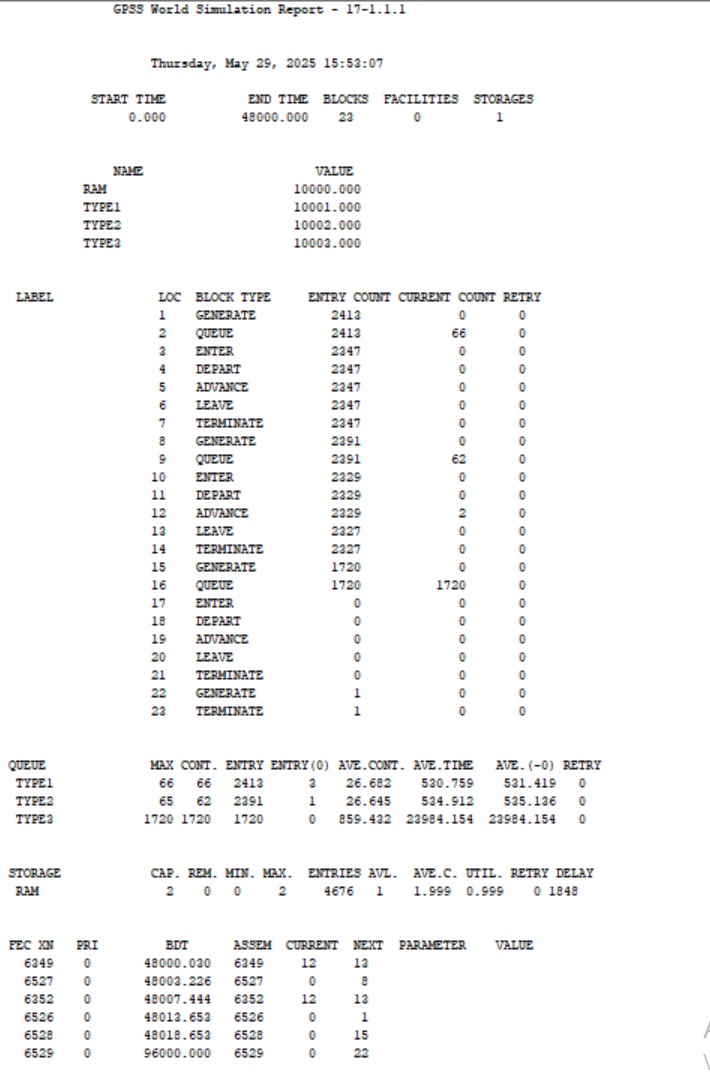 GPSS World Simulation Report - 17-1.1.1
Thursday, May 29, 2025 15:53:07
START TIME END TIME BLOCKS FACILITIES STORAGES
0.000 48000.000 23 0 1
NAME VALUE
RAM 10000.000
TYPE1 10001.000
TYPE2 10002.000
TYPE3 10003.000
LABEL LOC BLOCK TYPE ENTRY COUNT CURRENT COUNT RETRY
1 GENERATE 2413 0 0
2 QUEUE 2413 66 0
3 ENTER 2347 0 0
4 DEPART 2347 0 0
5 ADVANCE 2347 0 0
6 LEAVE 2347 0 0
7 TERMINATE 2347 0 0
8 GENERATE 2391 0 0
9 QUEUE 2391 62 0
10 ENTER 2329 0 0
11 DEPART 2329 0 0
12 ADVANCE 2329 2 0
13 LEAVE 2327 0 0
14 TERMINATE 2327 0 0
15 GENERATE 1720 0 0
16 QUEUE 1720 1720 0
17 ENTER 0 0 0
18 DEPART 0 0 0
19 ADVANCE 0 0 0
20 LEAVE 0 0 0
21 TERMINATE 0 0 0
22 GENERATE 1 0 0
23 TERMINATE 1 0 0
QUEUE MAX CONT. ENTRY ENTRY(0) AVE.CONT. AVE.TIME AVE.(-0) RETRY
TYPE1 66 66 2413 3 26.682 530.759 531.419 0
TYPE2 65 62 2391 1 26.645 534.912 535.136 0
TYPE3 1720 1720 1720 0 859.432 23984.154 23984.154 0
STORAGE CAP. REM. MIN. MAX. ENTRIES AVL. AVE.C. UTIL. RETRY DELAY
RAM 2 0 0 2 4676 1 1.999 0.999 0 1848
FEC XN PRI BDT ASSEM CURRENT NEXT PARAMETER VALUE
6349 0 48000.030 6349 12 13
6527 0 48003.226 6527 0 8
6352 0 48007.444 6352 12 13
6526 0 48013.653 6526 0 1
6528 0 48018.653 6528 0 15
6529 0 96000.000 6529 0 22